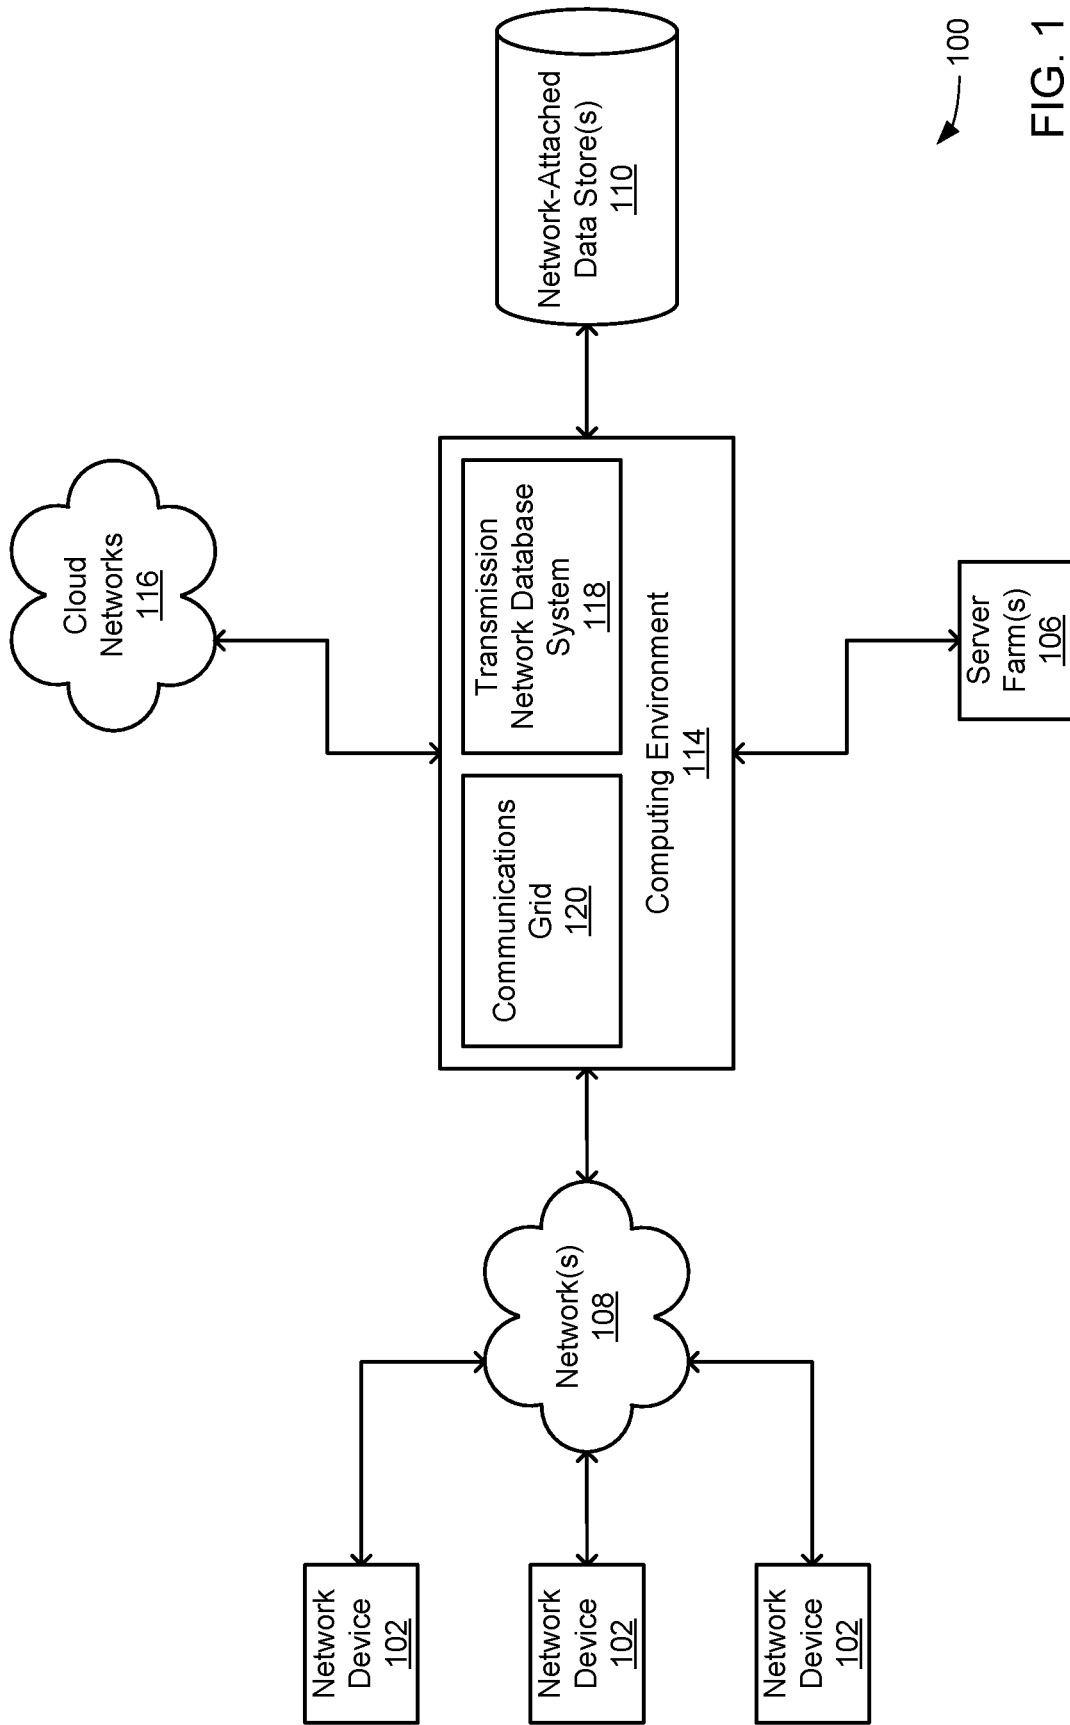 Cloud
Networks
116
Network
Device
102
Network
Device
102
Network
Device
102
Network(s)
108
Communications
Grid
120
Transmission
Network Database
System
118
Computing Environment
114
Network-Attached
Data Store(s)
110
Server
Farm(s)
106
100
FIG. 1